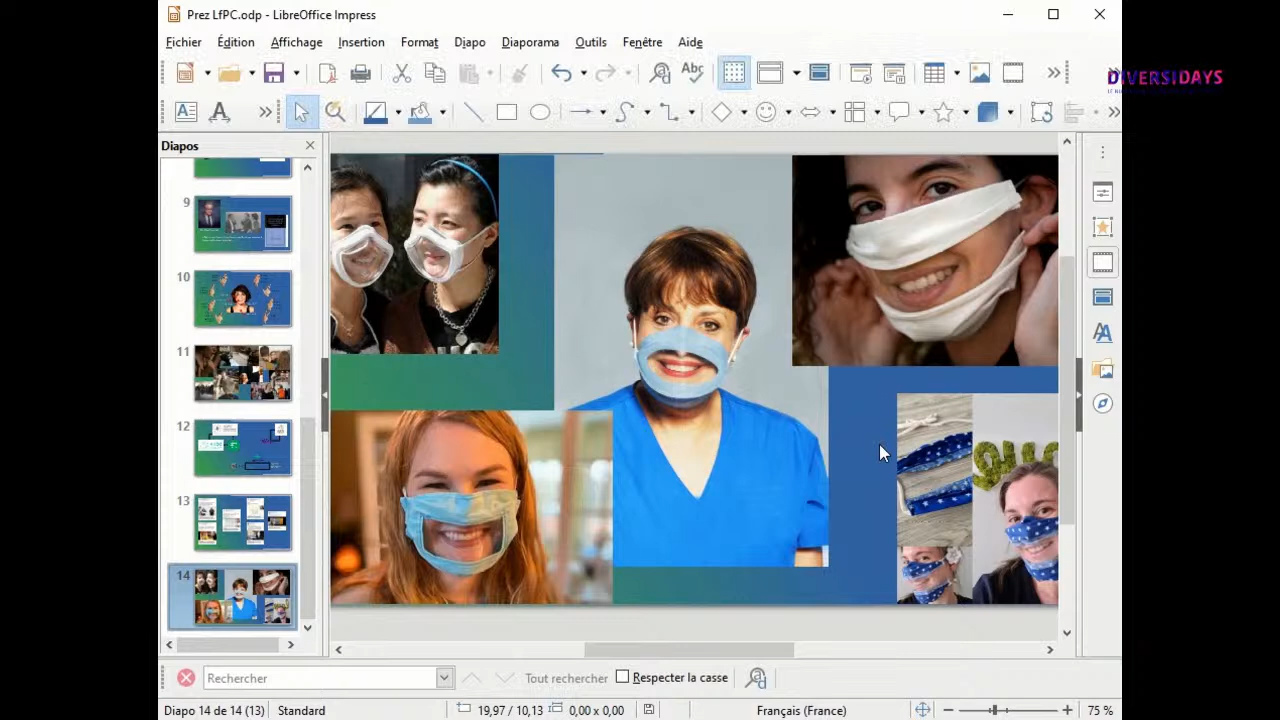 Prez LfPC.odp - LibreOffice Impress
Fichier Édition Affichage Insertion Format Diapo Diaporama Outils Fenêtre Aide
Abc
DIVERSIDAYS
Diapos
9
10
11
12
13
14
Rechercher
Tout rechercher
Respecter la casse
Diapo 14 de 14 (13)
Standard
19,97 / 10,13
0,00 x 0,00
Français (France)
75 %